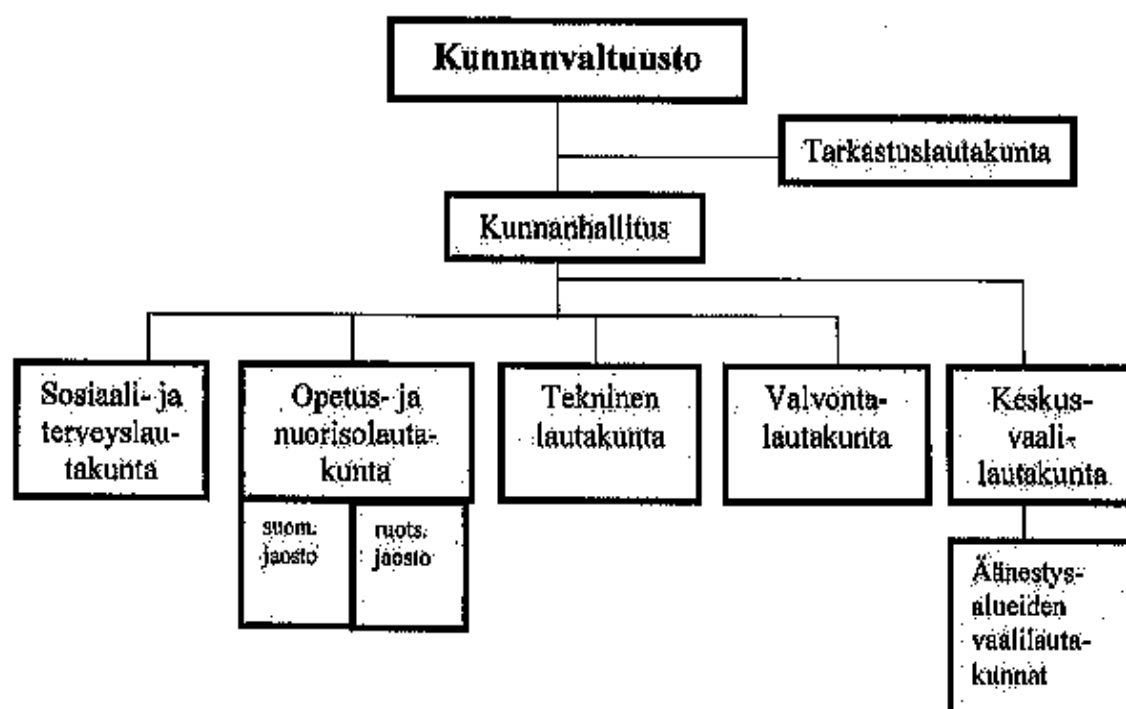 Kunnanvaltuusto
Tarkastuslautakunta
Kunnanhallitus
Sosiaali- ja
terveyslau-
takunta
Opetus- ja
nuorisolauta-
kunta
suom.
jaosto
ruots.
jaosto
Tekninen
lautakunta
Valvonta-
lautakunta
Keskus-
vaali-
lautakunta
Äänestys-
alueiden
vaalilauta-
kunnat